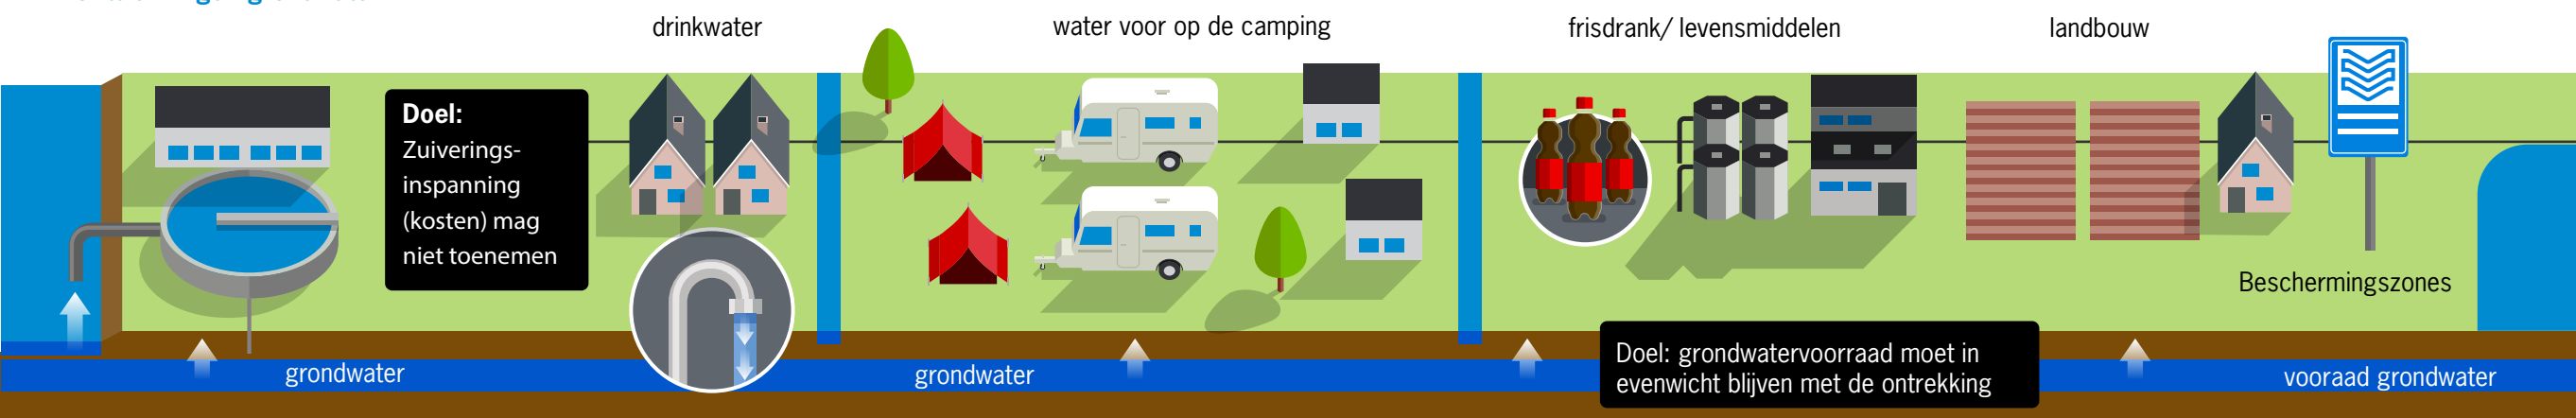 drinkwater
water voor op de camping
frisdrank/ levensmiddelen
landbouw
Doel:
Zuiverings-
inspanning
(kosten) mag
niet toenemen
Beschermingszones
Doel: grondwatervoorraad moet in
evenwicht blijven met de ontrekking
grondwater
grondwater
vooraad grondwater